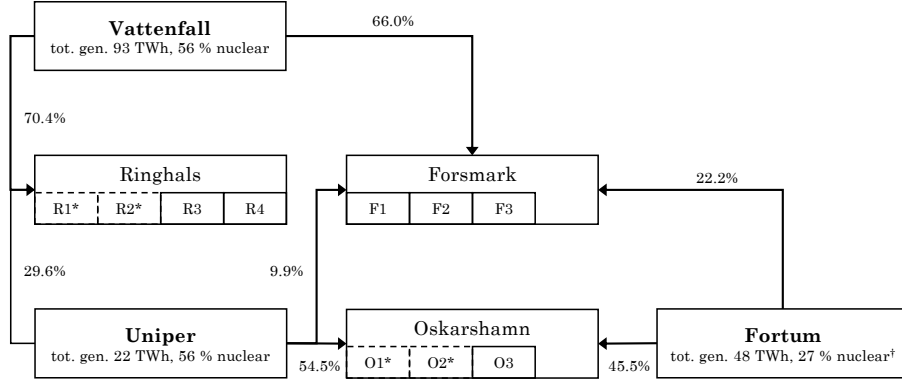 Vattenfall
tot. gen. 93 TWh, 56 % nuclear
66.0%
70.4%
Ringhals
R1* R2* R3 R4
Forsmark
F1 F2 F3
22.2%
29.6%
9.9%
Uniper
tot. gen. 22 TWh, 56 % nuclear
54.5%
Oskarshamn
O1* O2* O3
45.5%
Fortum
tot. gen. 48 TWh, 27 % nuclear†